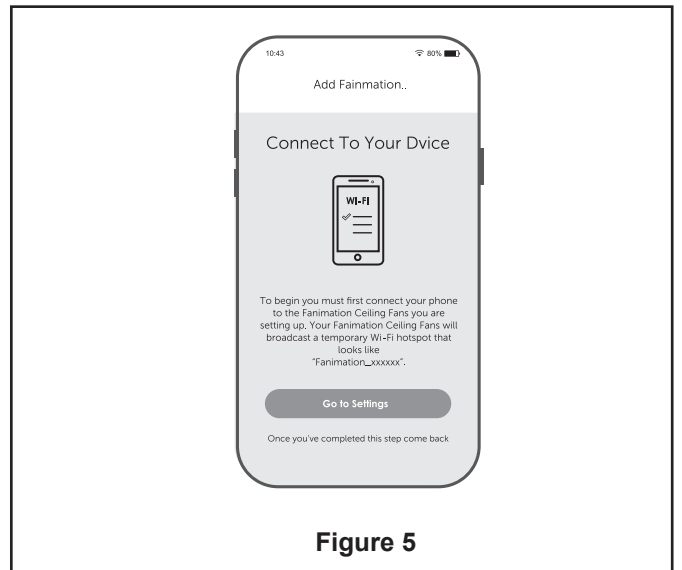 10:43 80%
Add Fainmation..
Connect To Your Dvice
WI-FI
To begin you must first connect your phone
to the Fanimation Ceiling Fans you are
setting up. Your Fanimation Ceiling Fans will
broadcast a temporary Wi-Fi hotspot that
looks like
“Fanimation_xxxxxx”.
Go to Settings
Once you've completed this step come back
Figure 5